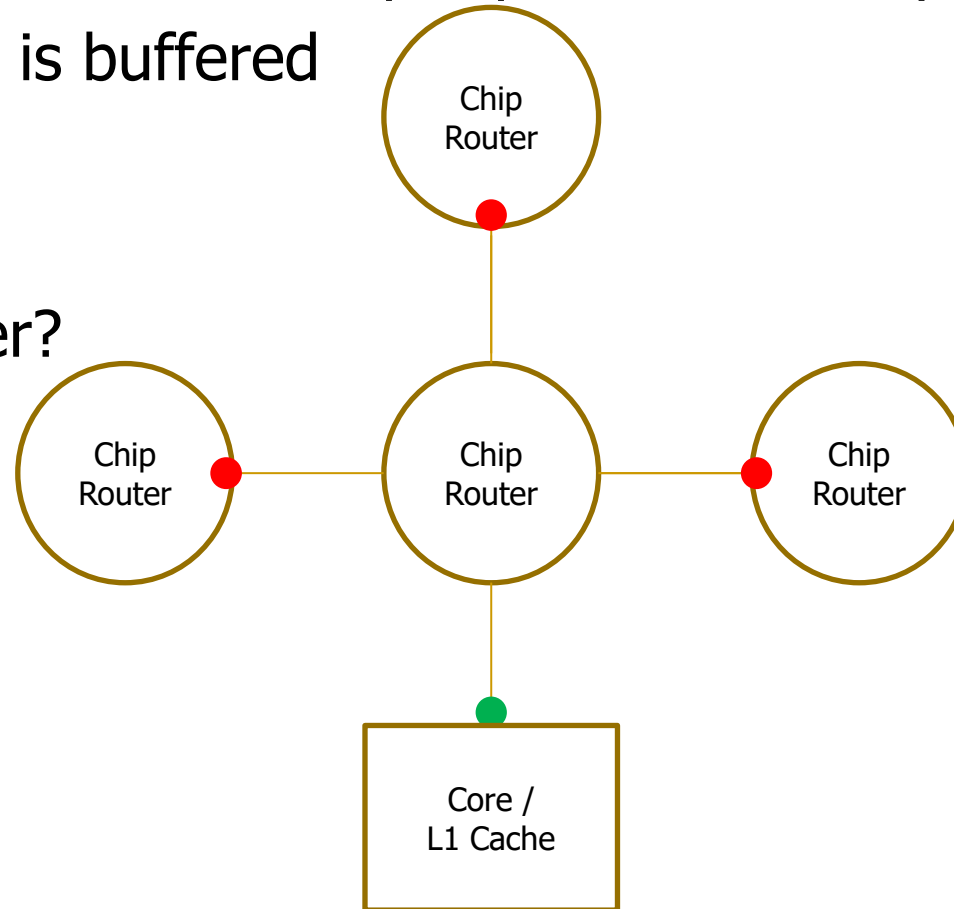 is buffered
Chip
Router
er?
Chip
Router
Chip
Router
Chip
Router
Core /
L1 Cache